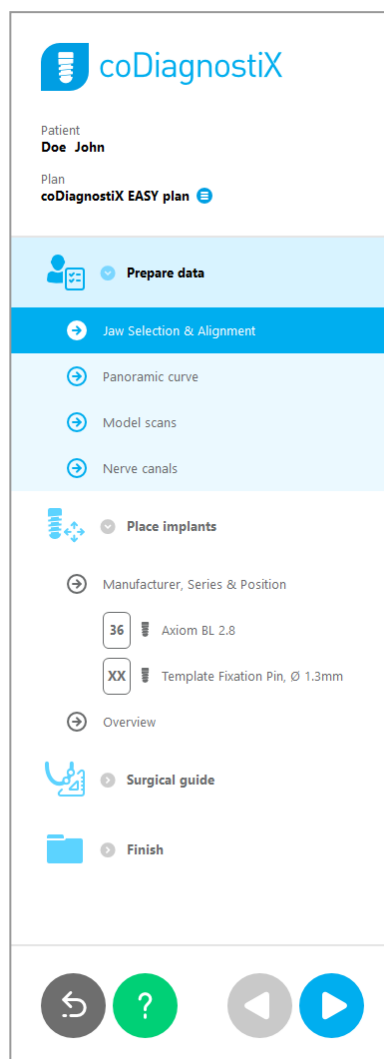 coDiagnostiX
Patient
Doe John
Plan
coDiagnostiX EASY plan
Prepare data
Jaw Selection & Alignment
Panoramic curve
Model scans
Nerve canals
Place implants
Manufacturer, Series & Position
36 Axiom BL 2.8
XX Template Fixation Pin, Ø 1.3mm
Overview
Surgical guide
Finish
?